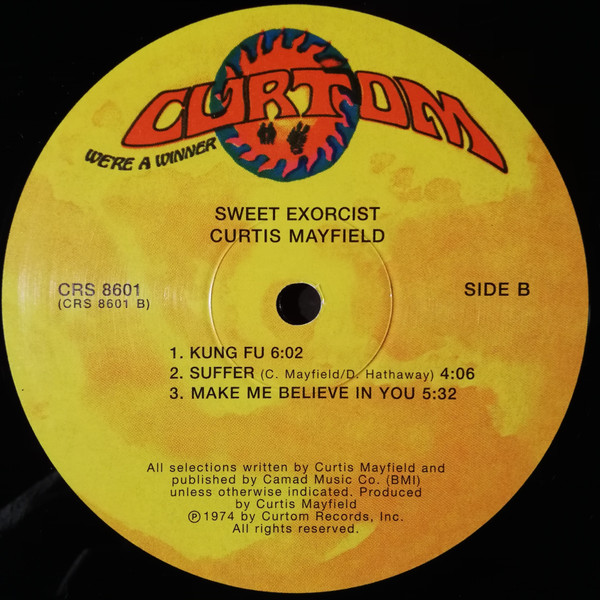 CURTOM
WE'RE A WINNER
SWEET EXORCIST
CURTIS MAYFIELD
CRS 8601
(CRS 8601 B)
SIDE B
1. KUNG FU 6:02
2. SUFFER (C. Mayfield/D. Hathaway) 4:06
3. MAKE ME BELIEVE IN YOU 5:32
All selections written by Curtis Mayfield and
published by Camad Music Co. (BMI)
unless otherwise indicated. Produced
by Curtis Mayfield
℗1974 by Curtom Records, Inc.
All rights reserved.